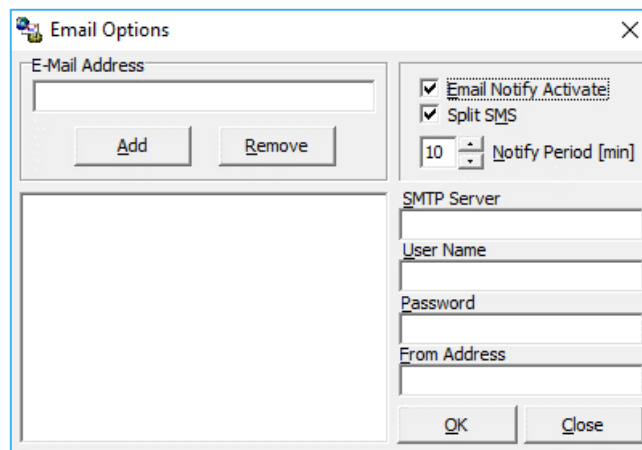 Email Options
E-Mail Address
Add
Remove
Email Notify Activate
Split SMS
10 Notify Period [min]
SMTP Server
User Name
Password
From Address
OK
Close